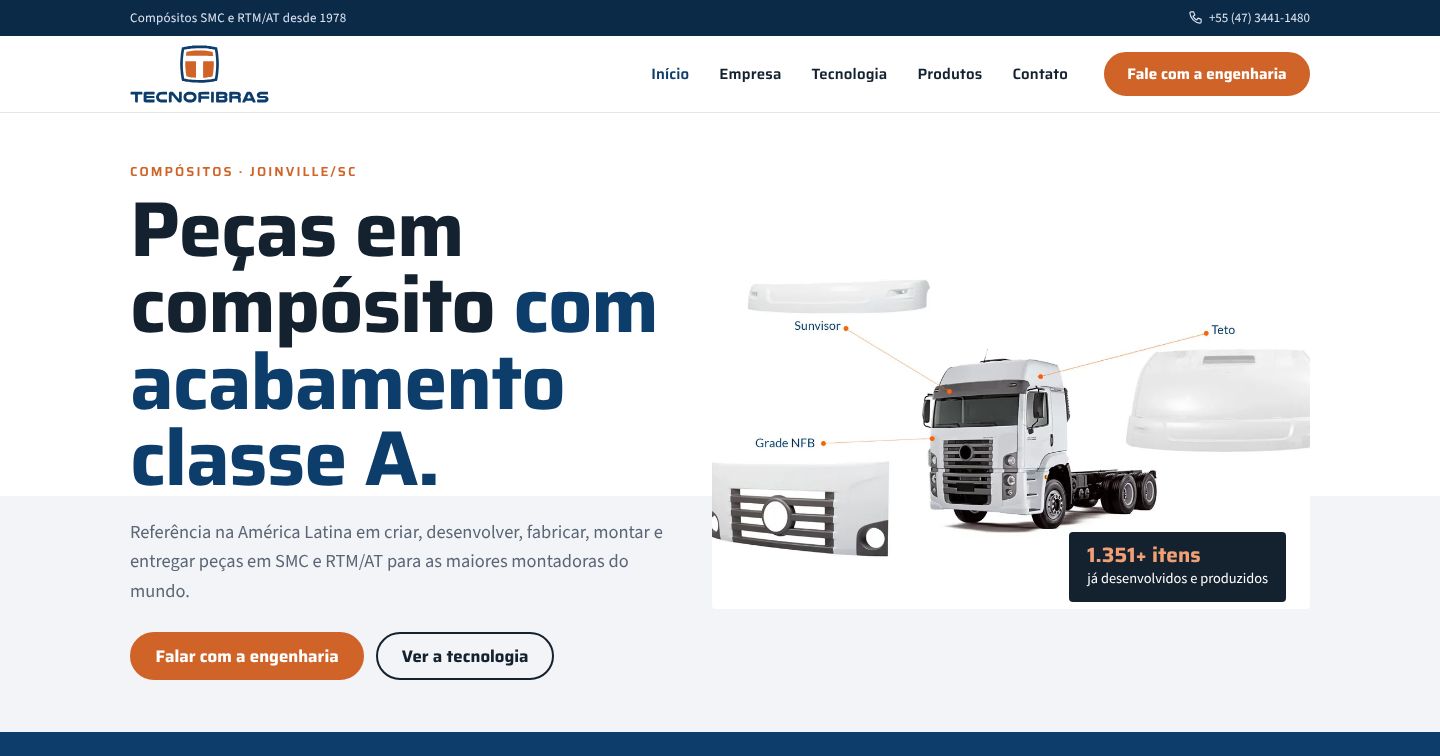 Compósitos SMC e RTM/AT desde 1978
+55 (47) 3441-1480
TECNOFIBRAS
Início
Empresa
Tecnologia
Produtos
Contato
Fale com a engenharia
COMPÓSITOS · JOINVILLE/SC
Peças em
compósito com
acabamento
classe A.
Referência na América Latina em criar, desenvolver, fabricar, montar e
entregar peças em SMC e RTM/AT para as maiores montadoras do
mundo.
Falar com a engenharia
Ver a tecnologia
Sunvisor
Teto
Grade NFB
1.351+ itens
já desenvolvidos e produzidos